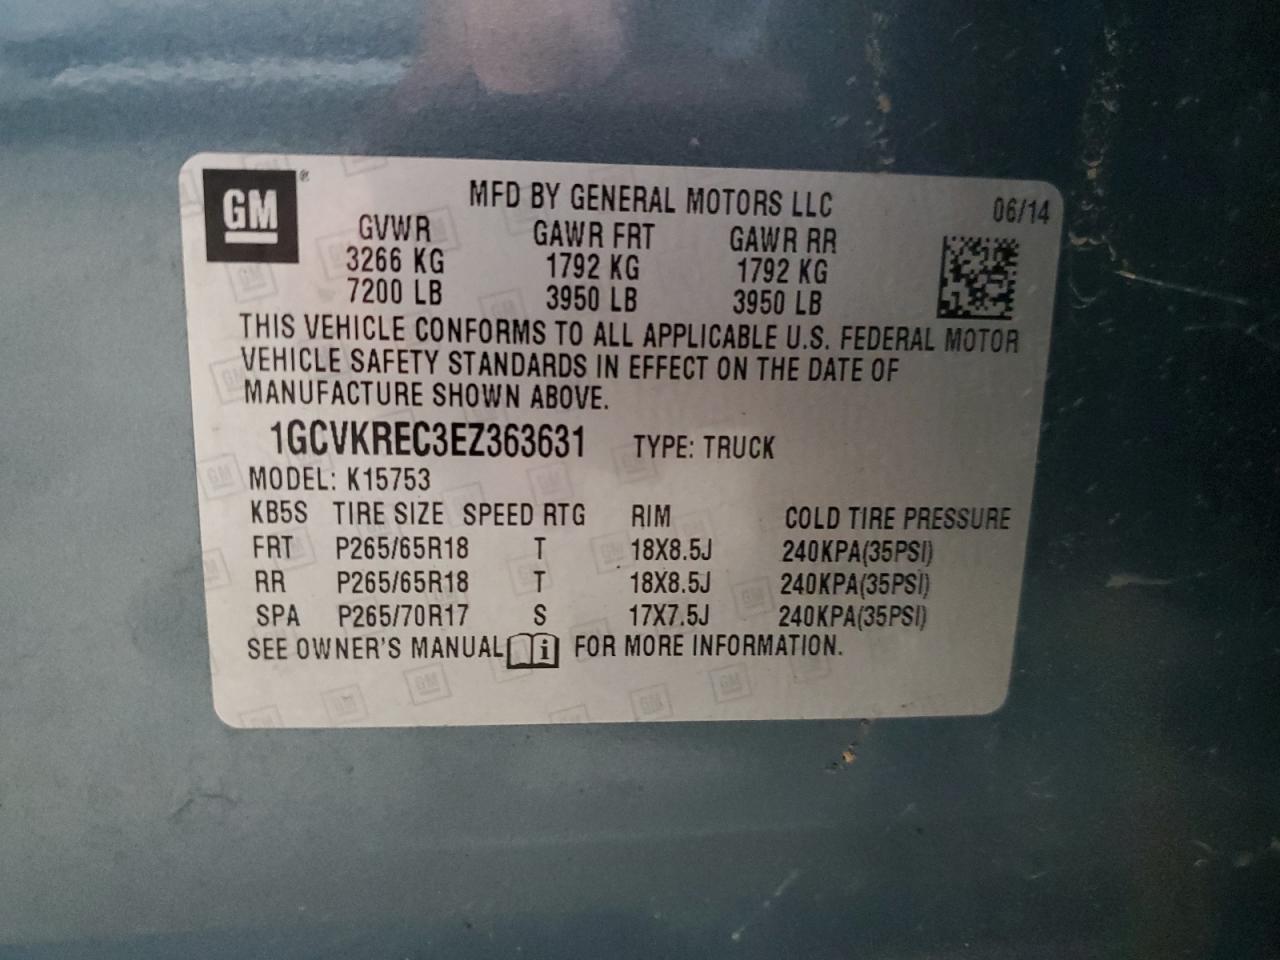 GM ®
MFD BY GENERAL MOTORS LLC 06/14
GVWR GAWR FRT GAWR RR
3266 KG 1792 KG 1792 KG
7200 LB 3950 LB 3950 LB
THIS VEHICLE CONFORMS TO ALL APPLICABLE U.S. FEDERAL MOTOR
VEHICLE SAFETY STANDARDS IN EFFECT ON THE DATE OF
MANUFACTURE SHOWN ABOVE.
1GCVKREC3EZ363631 TYPE: TRUCK
MODEL: K15753
KB5S TIRE SIZE SPEED RTG RIM COLD TIRE PRESSURE
FRT P265/65R18 T 18X8.5J 240KPA(35PSI)
RR P265/65R18 T 18X8.5J 240KPA(35PSI)
SPA P265/70R17 S 17X7.5J 240KPA(35PSI)
SEE OWNER'S MANUAL i FOR MORE INFORMATION.